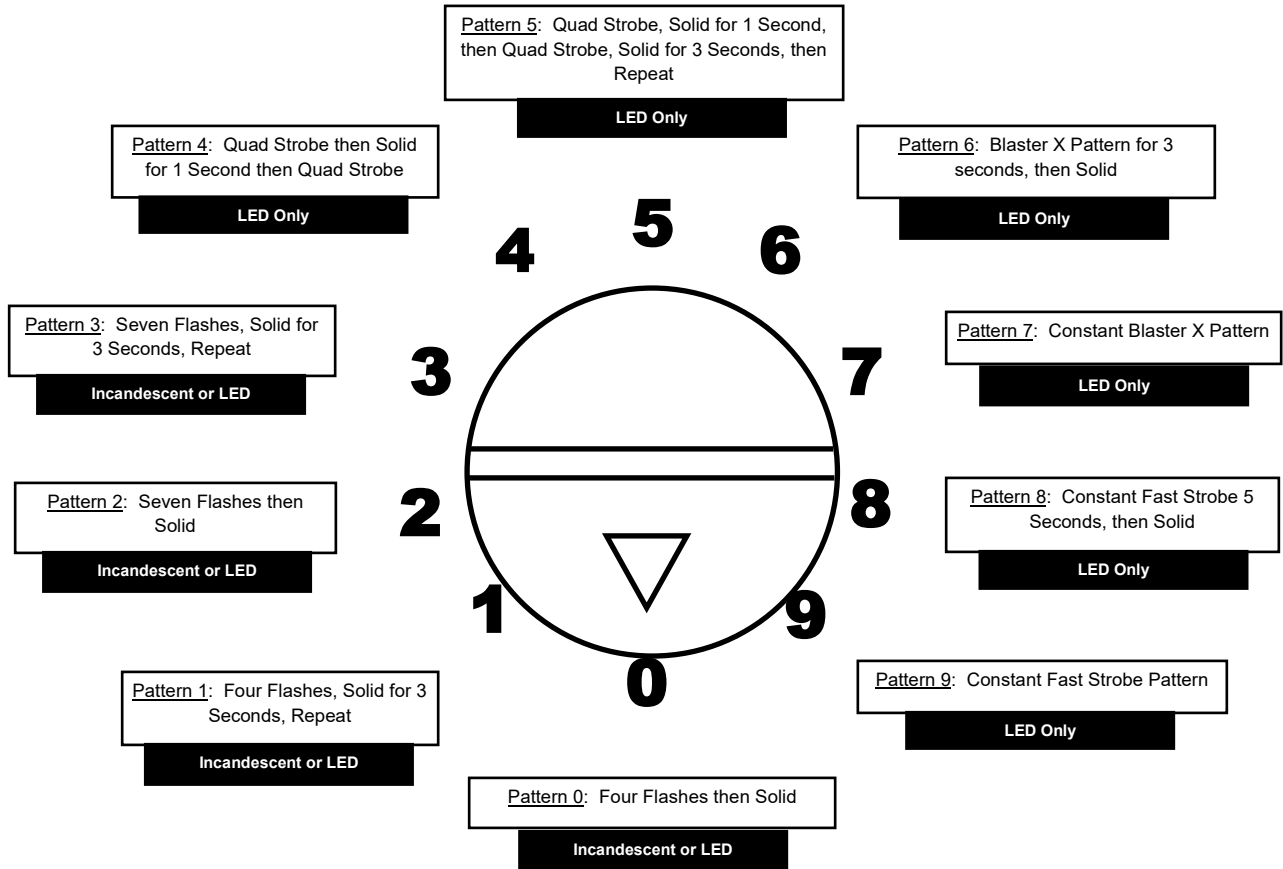 Pattern 5: Quad Strobe, Solid for 1 Second,
then Quad Strobe, Solid for 3 Seconds, then
Repeat
LED Only
Pattern 4: Quad Strobe then Solid
for 1 Second then Quad Strobe
LED Only
Pattern 6: Blaster X Pattern for 3
seconds, then Solid
LED Only
5
4
6
Pattern 3: Seven Flashes, Solid for
3 Seconds, Repeat
Incandescent or LED
3
7
Pattern 7: Constant Blaster X Pattern
LED Only
Pattern 2: Seven Flashes then
Solid
Incandescent or LED
2
8
Pattern 8: Constant Fast Strobe 5
Seconds, then Solid
LED Only
1
9
0
Pattern 1: Four Flashes, Solid for 3
Seconds, Repeat
Incandescent or LED
Pattern 9: Constant Fast Strobe Pattern
LED Only
Pattern 0: Four Flashes then Solid
Incandescent or LED